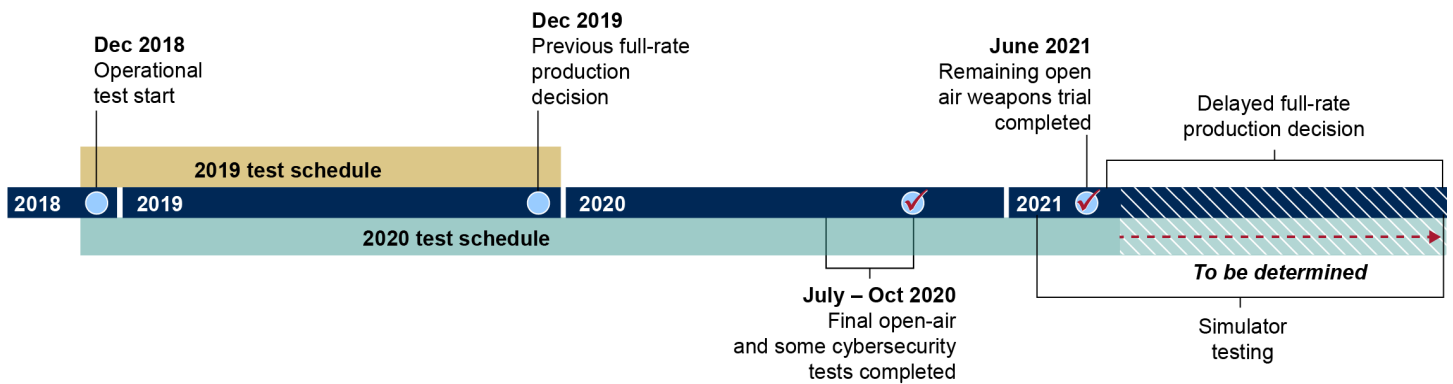 Dec 2018
Operational
test start
Dec 2019
Previous full-rate
production
decision
June 2021
Remaining open
air weapons trial
completed
Delayed full-rate
production decision
2019 test schedule
2018
2019
2020
2021
2020 test schedule
To be determined
July – Oct 2020
Final open-air
and some cybersecurity
tests completed
Simulator
testing